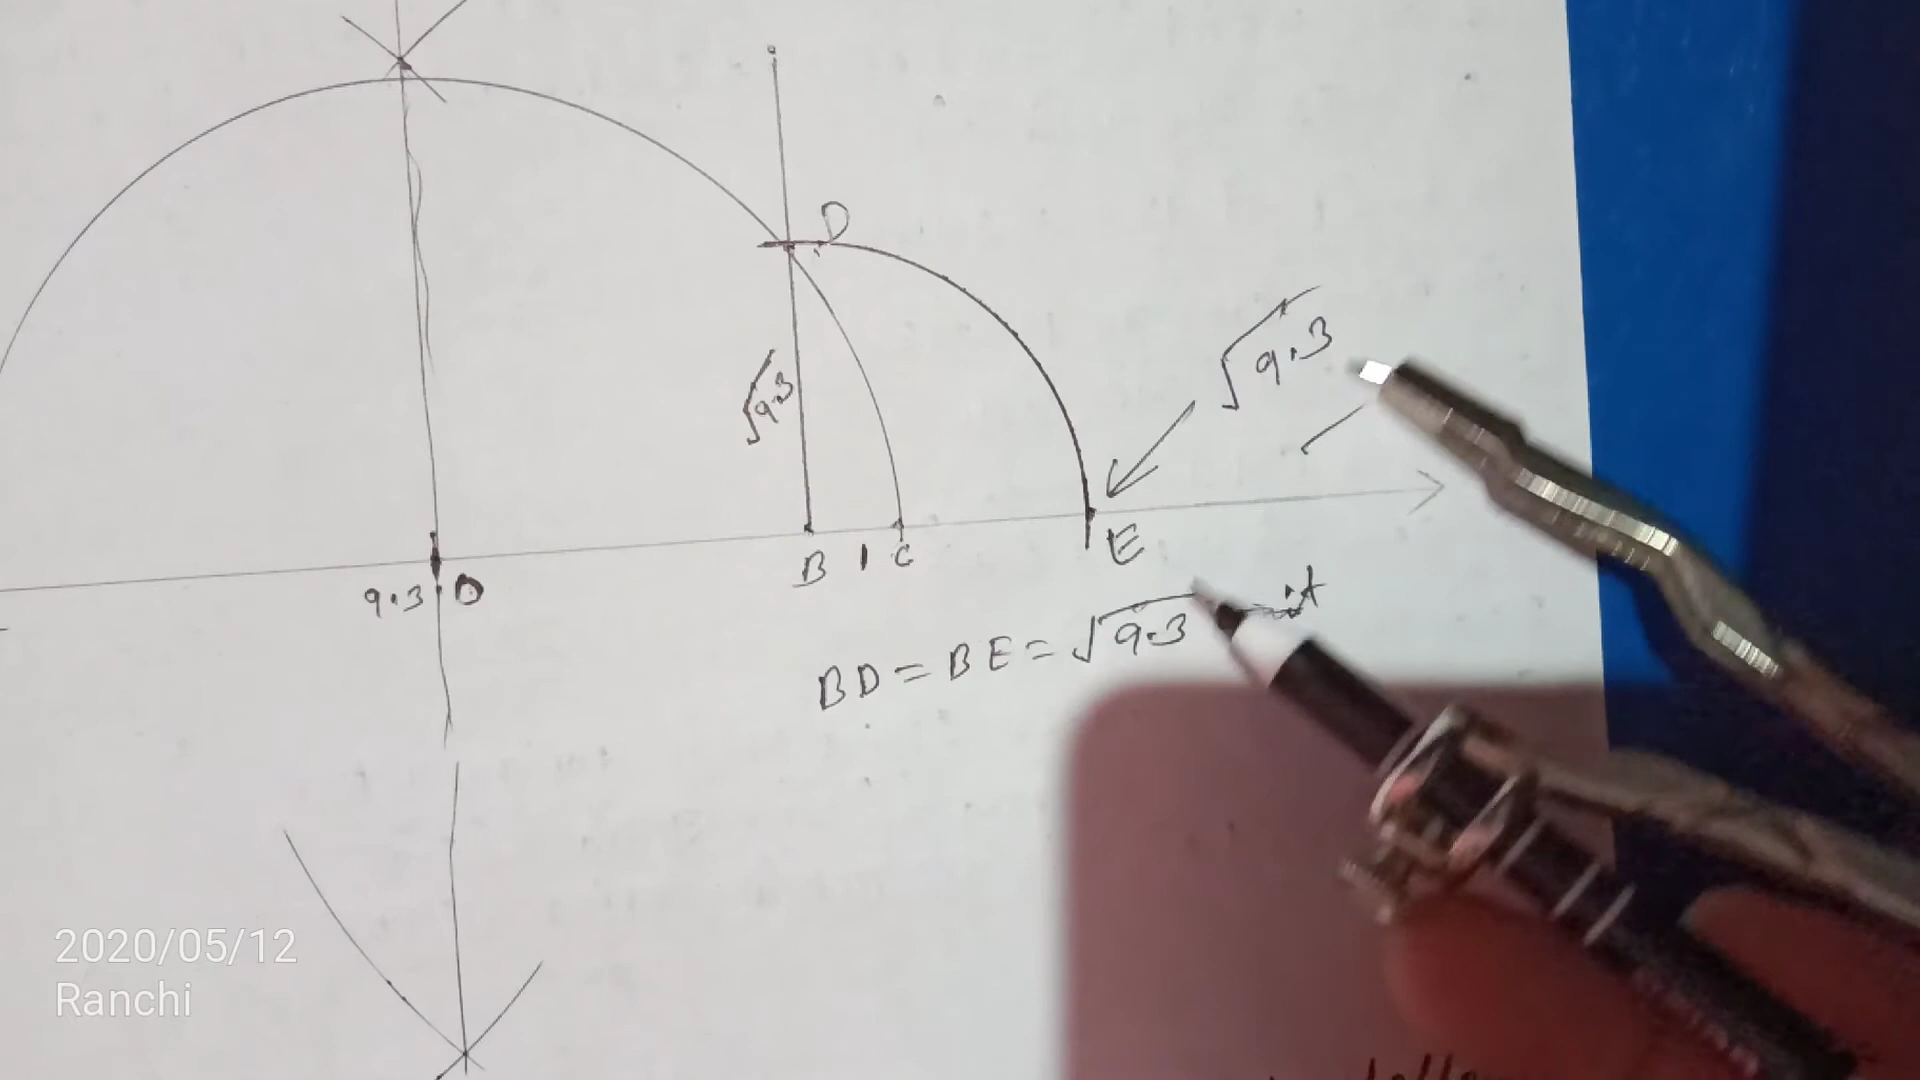 D
√9.3
√9.3
B 1 C
E
9.3 O
BD = BE = √9.3
2020/05/12
Ranchi